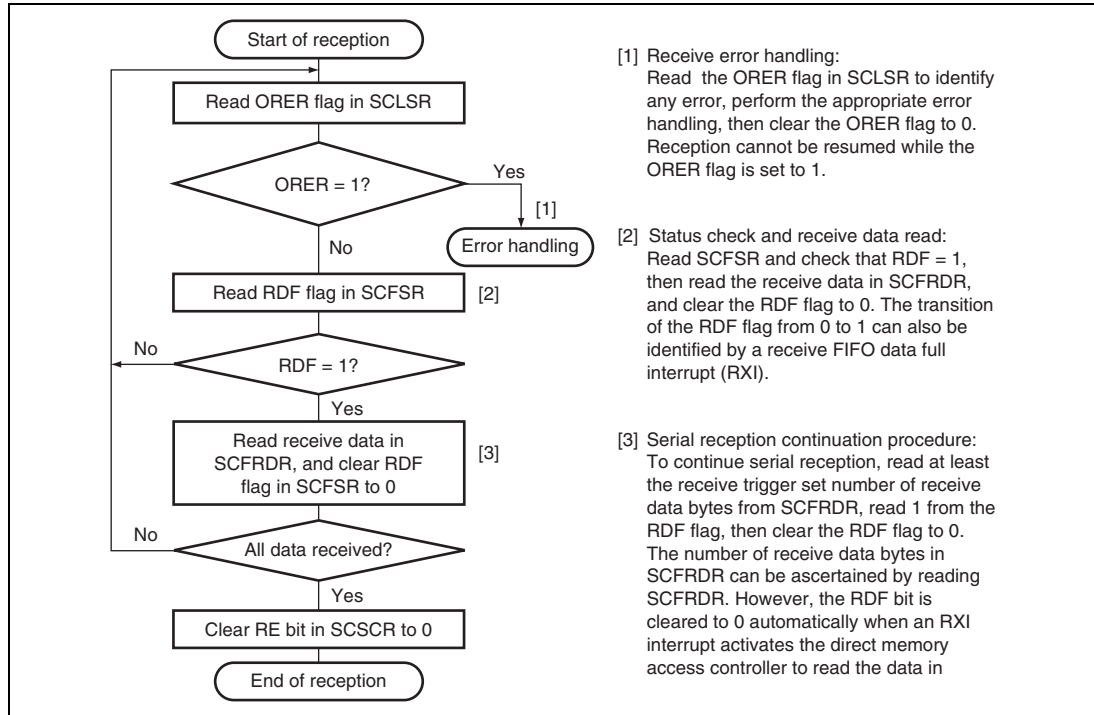 Start of reception
Read ORER flag in SCLSR
ORER = 1?
Yes
[1]
Error handling
No
Read RDF flag in SCFSR
[2]
No
RDF = 1?
Yes
Read receive data in
SCFRDR, and clear RDF
flag in SCFSR to 0
[3]
No
All data received?
Yes
Clear RE bit in SCSCR to 0
End of reception
[1] Receive error handling:
Read the ORER flag in SCLSR to identify
any error, perform the appropriate error
handling, then clear the ORER flag to 0.
Reception cannot be resumed while the
ORER flag is set to 1.
[2] Status check and receive data read:
Read SCFSR and check that RDF = 1,
then read the receive data in SCFRDR,
and clear the RDF flag to 0. The transition
of the RDF flag from 0 to 1 can also be
identified by a receive FIFO data full
interrupt (RXI).
[3] Serial reception continuation procedure:
To continue serial reception, read at least
the receive trigger set number of receive
data bytes from SCFRDR, read 1 from the
RDF flag, then clear the RDF flag to 0.
The number of receive data bytes in
SCFRDR can be ascertained by reading
SCFRDR. However, the RDF bit is
cleared to 0 automatically when an RXI
interrupt activates the direct memory
access controller to read the data in